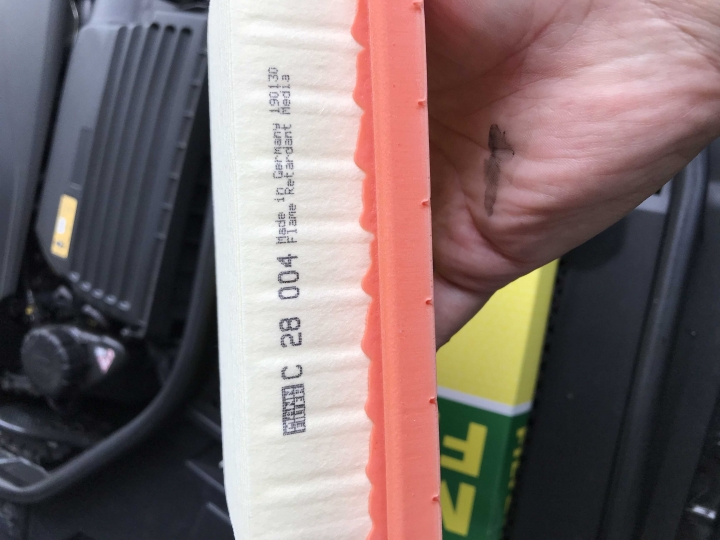 MANN FILTER C 28 004 Made in Germany 190130
Flame Retardant Media